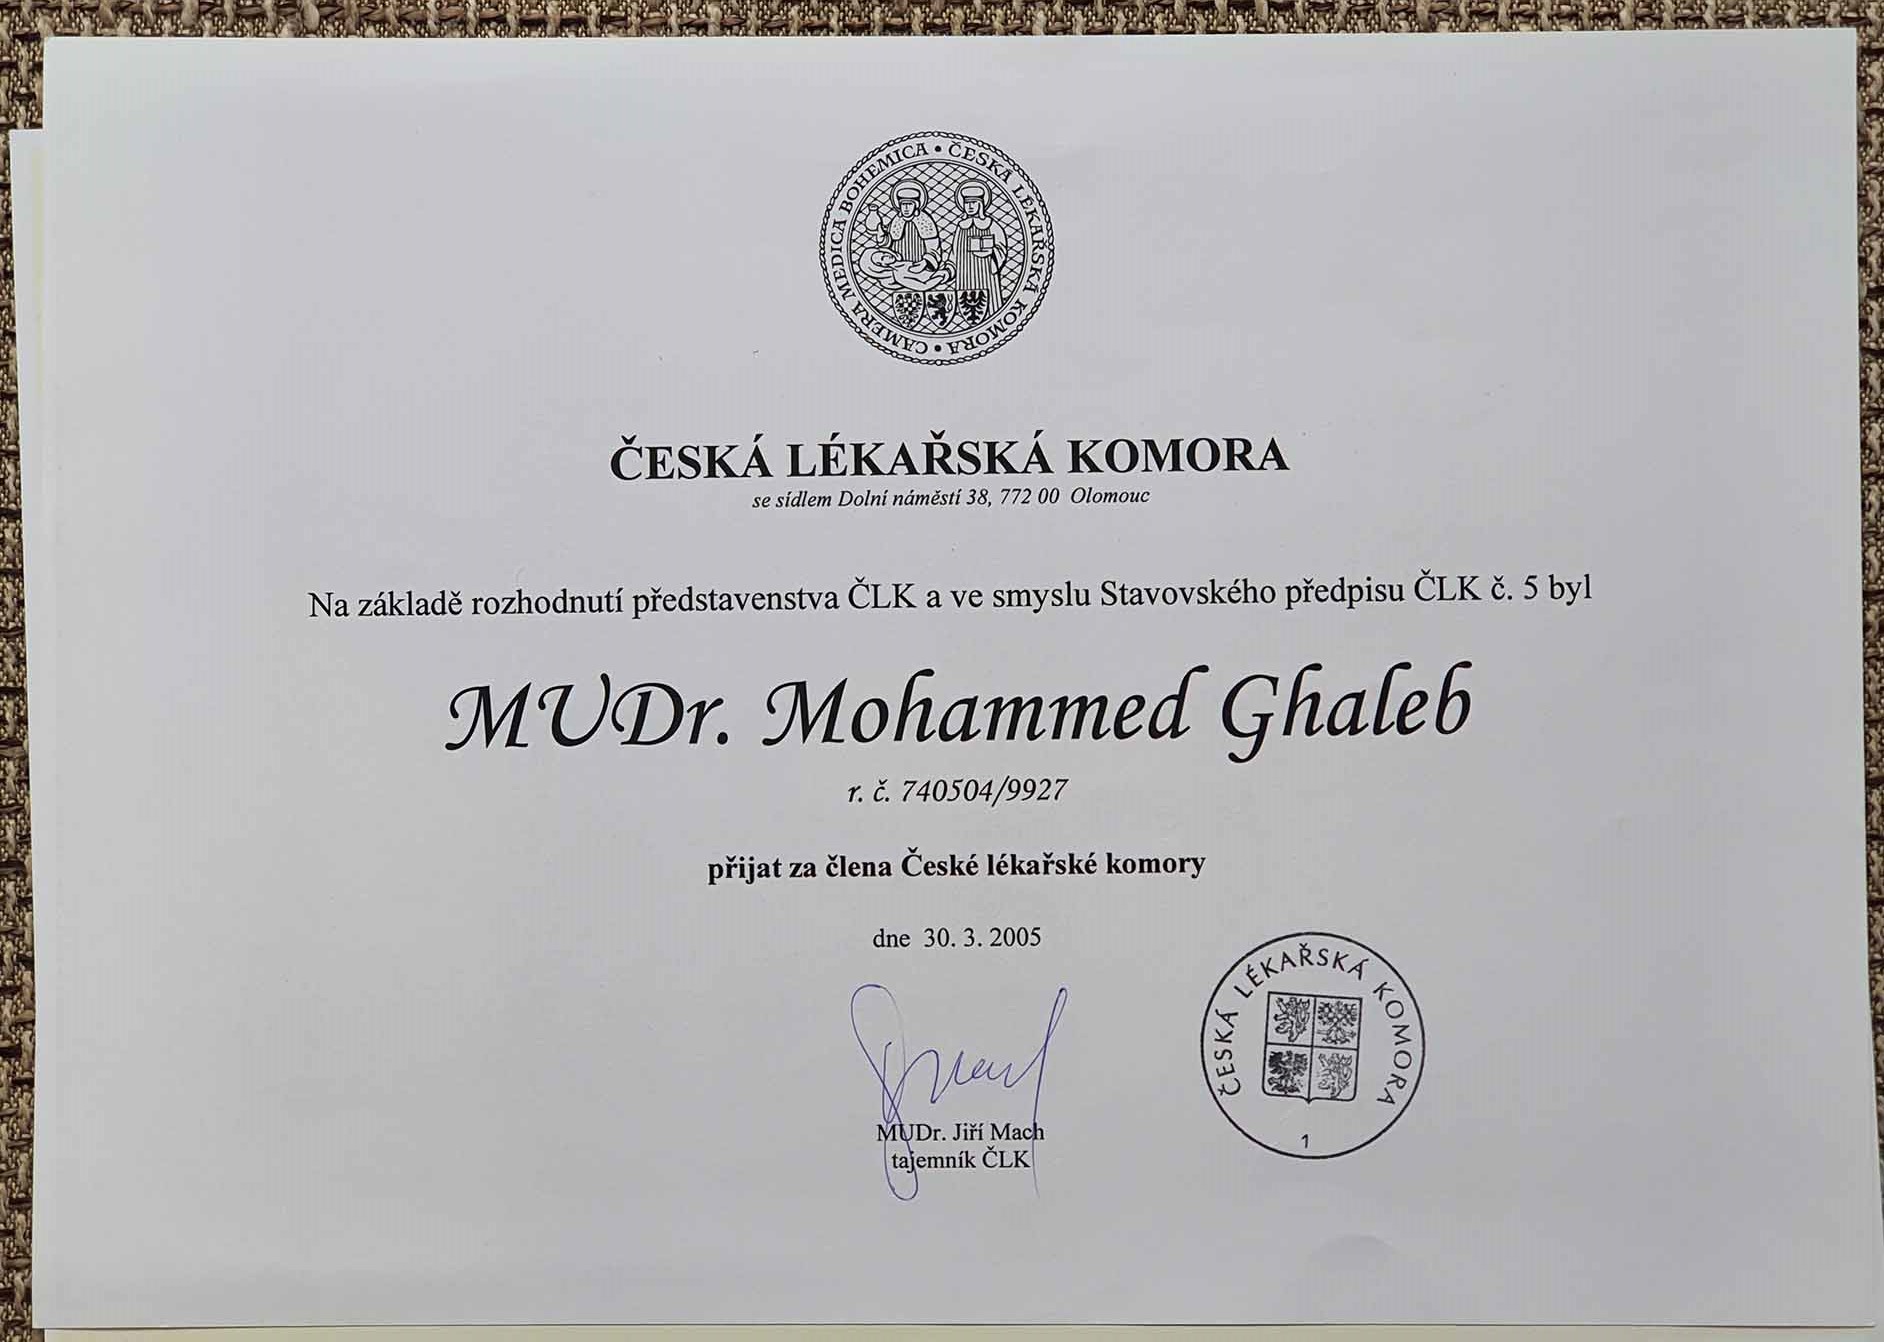 CAMERA MEDICA BOHEMICA • ČESKÁ LÉKAŘSKÁ KOMORA •
ČESKÁ LÉKAŘSKÁ KOMORA
se sídlem Dolní náměstí 38, 772 00 Olomouc
Na základě rozhodnutí představenstva ČLK a ve smyslu Stavovského předpisu ČLK č. 5 byl
MUDr. Mohammed Ghaleb
r. č. 740504/9927
přijat za člena České lékařské komory
dne 30. 3. 2005
MUDr. Jiří Mach
tajemník ČLK
ČESKÁ LÉKAŘSKÁ KOMORA
1